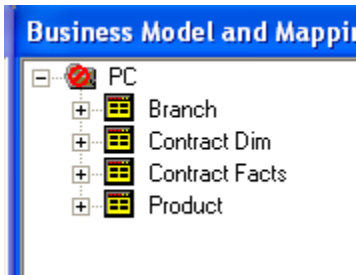 Business Model and Mappin
PC
Branch
Contract Dim
Contract Facts
Product